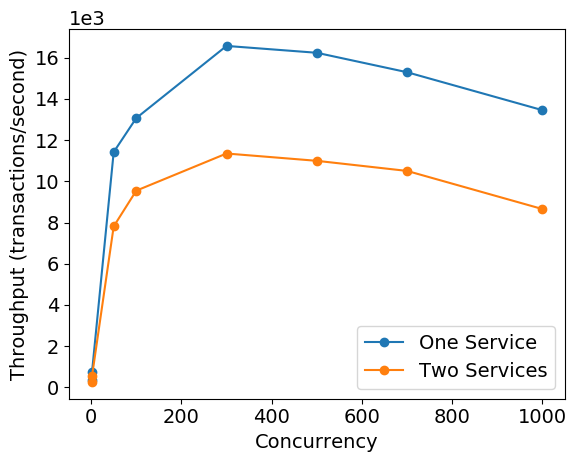 1e3
Throughput (transactions/second)
16
14
12
10
8
6
4
2
0
One Service
Two Services
0 200 400 600 800 1000
Concurrency